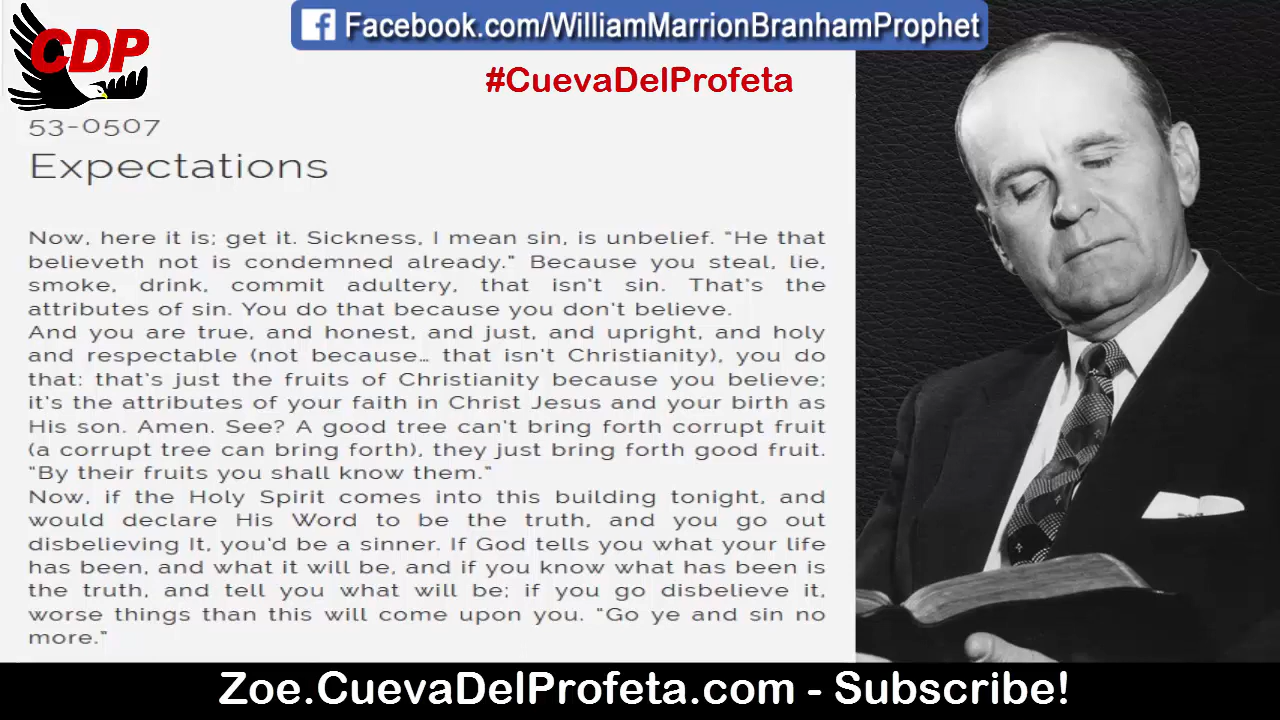 CDP
Facebook.com/WilliamMarrionBranhamProphet
#CuevaDelProfeta
53-0507
Expectations
Now, here it is; get it. Sickness, I mean sin, is unbelief. “He that
believeth not is condemned already.” Because you steal, lie,
smoke, drink, commit adultery, that isn't sin. That's the
attributes of sin. You do that because you don't believe.
And you are true, and honest, and just, and upright, and holy
and respectable (not because… that isn't Christianity), you do
that: that's just the fruits of Christianity because you believe;
it's the attributes of your faith in Christ Jesus and your birth as
His son. Amen. See? A good tree can't bring forth corrupt fruit
(a corrupt tree can bring forth), they just bring forth good fruit.
“By their fruits you shall know them.”
Now, if the Holy Spirit comes into this building tonight, and
would declare His Word to be the truth, and you go out
disbelieving It, you'd be a sinner. If God tells you what your life
has been, and what it will be, and if you know what has been is
the truth, and tell you what will be; if you go disbelieve it,
worse things than this will come upon you. “Go ye and sin no
more.”
Zoe.CuevaDelProfeta.com - Subscribe!